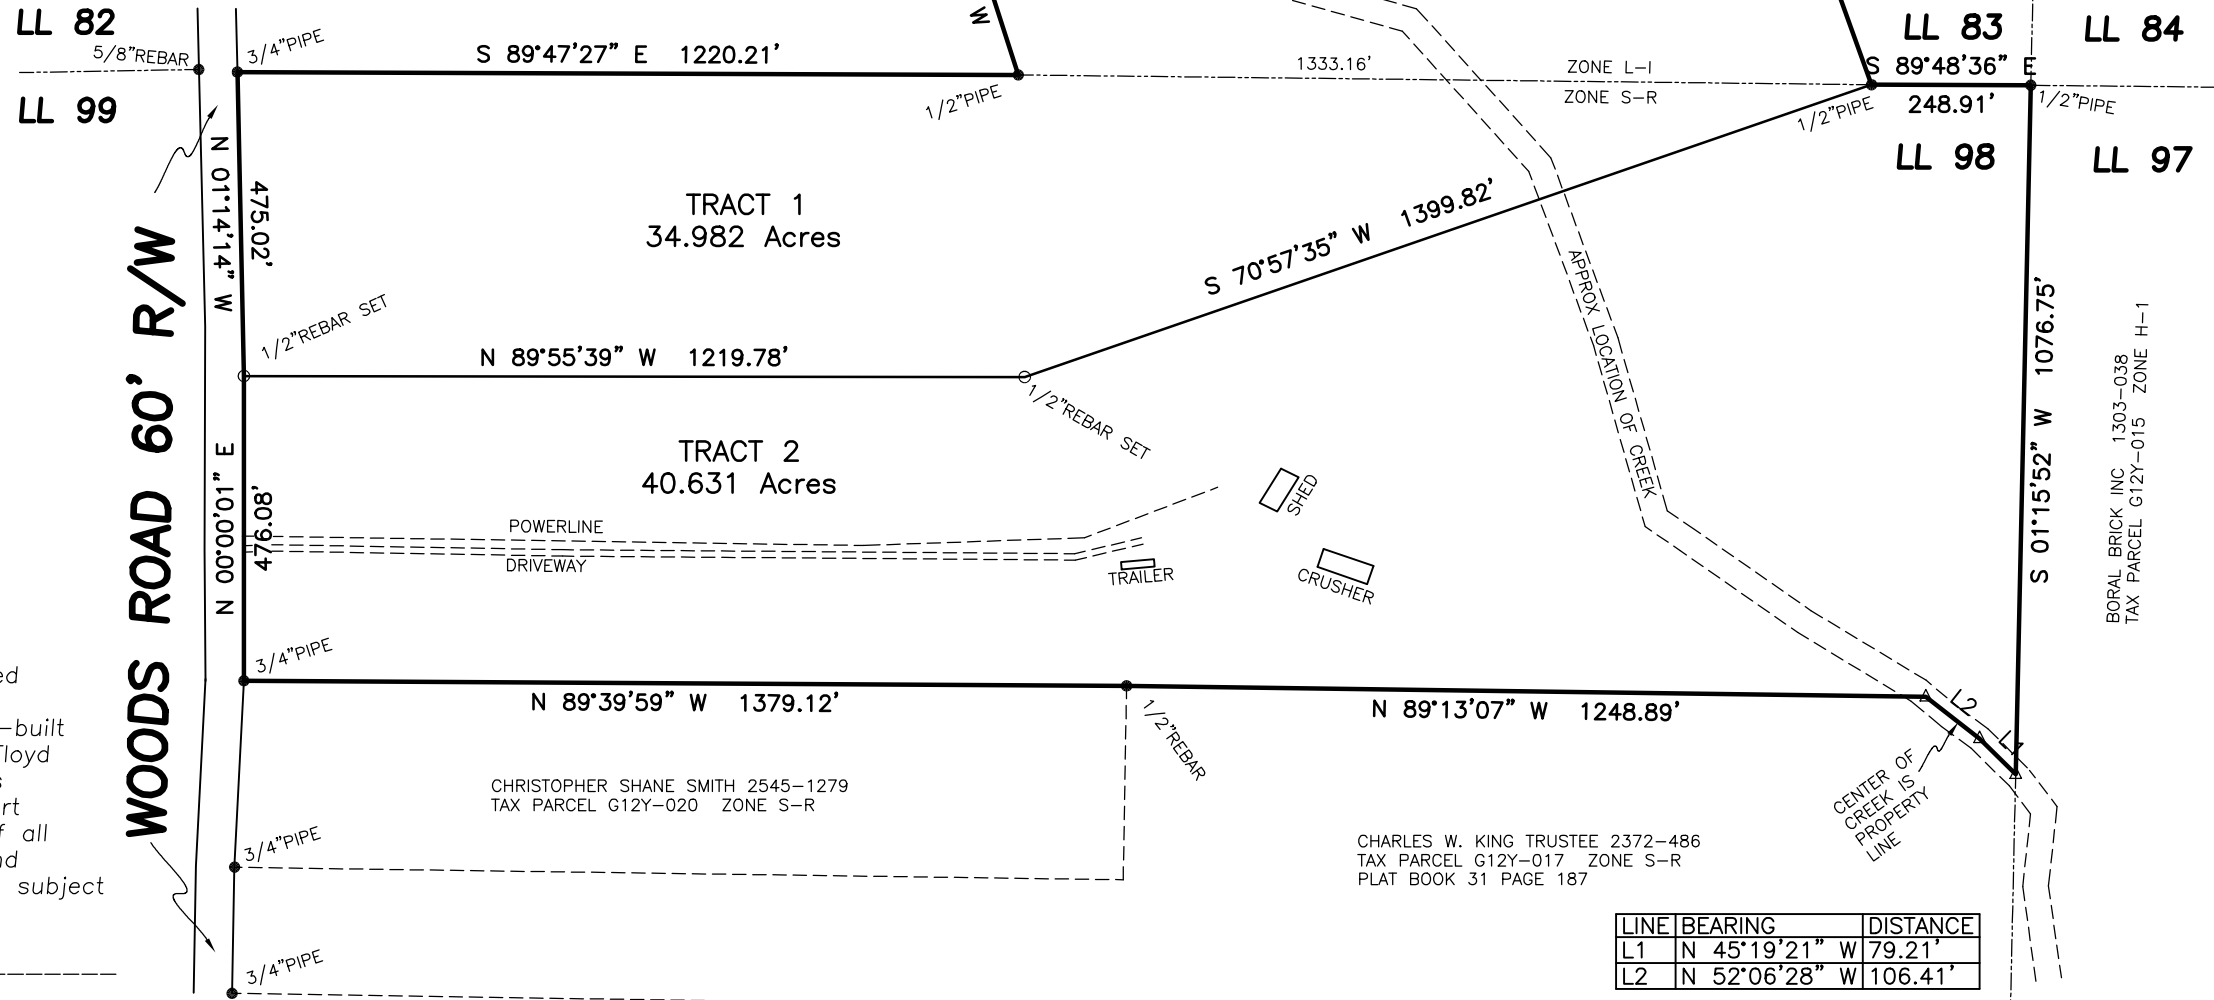 LL 82
5/8"REBAR
3/4"PIPE
LL 99
S 89°47'27" E 1220.21'
W
1/2"PIPE
1333.16'
ZONE L-I
ZONE S-R
LL 83
LL 84
S 89°48'36" E
248.91'
1/2"PIPE
1/2"PIPE
LL 98
LL 97
N 01°14'14" W
475.02'
TRACT 1
34.982 Acres
S 70°57'35" W 1399.82'
WOODS ROAD 60' R/W
1/2"REBAR SET
N 89°55'39" W 1219.78'
1/2"REBAR SET
APPROX LOCATION OF CREEK
S 01°15'52" W 1076.75'
BORAL BRICK INC 1303-038
TAX PARCEL G12Y-015 ZONE H-1
TRACT 2
40.631 Acres
N 00°00'01" E
476.08'
POWERLINE
DRIVEWAY
SHED
TRAILER
CRUSHER
3/4"PIPE
N 89°39'59" W 1379.12'
1/2"REBAR
N 89°13'07" W 1248.89'
L2
L1
CENTER OF
CREEK IS
PROPERTY
LINE
ed
-built
loyd
s
rt
f all
nd
subject
CHRISTOPHER SHANE SMITH 2545-1279
TAX PARCEL G12Y-020 ZONE S-R
3/4"PIPE
CHARLES W. KING TRUSTEE 2372-486
TAX PARCEL G12Y-017 ZONE S-R
PLAT BOOK 31 PAGE 187
3/4"PIPE
LINE BEARING DISTANCE
L1 N 45°19'21" W 79.21'
L2 N 52°06'28" W 106.41'